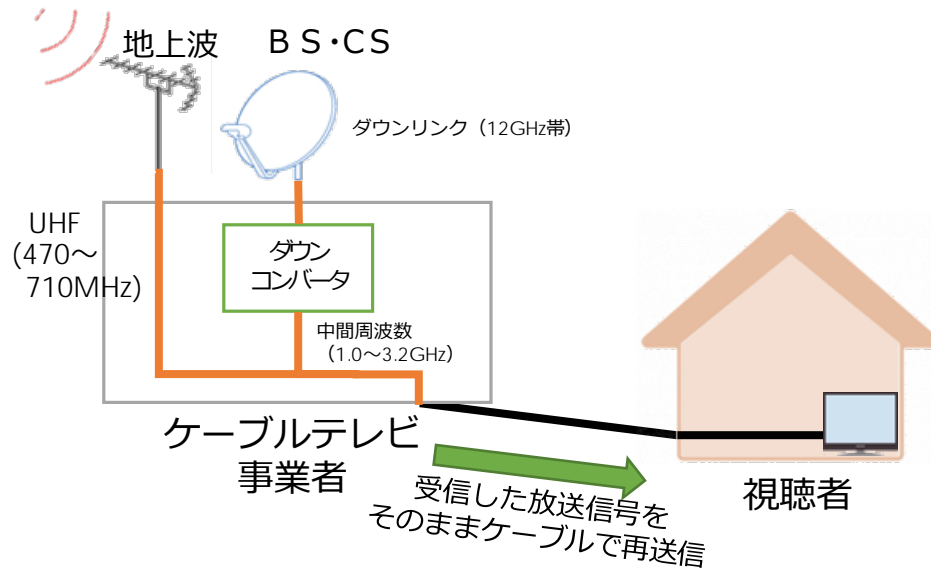 地上波
BS・CS
ダウンリンク（12GHz帯）
UHF
(470～
710MHz)
ダウン
コンバータ
中間周波数
（1.0～3.2GHz）
ケーブルテレビ
事業者
受信した放送信号を
そのままケーブルで再送信
視聴者